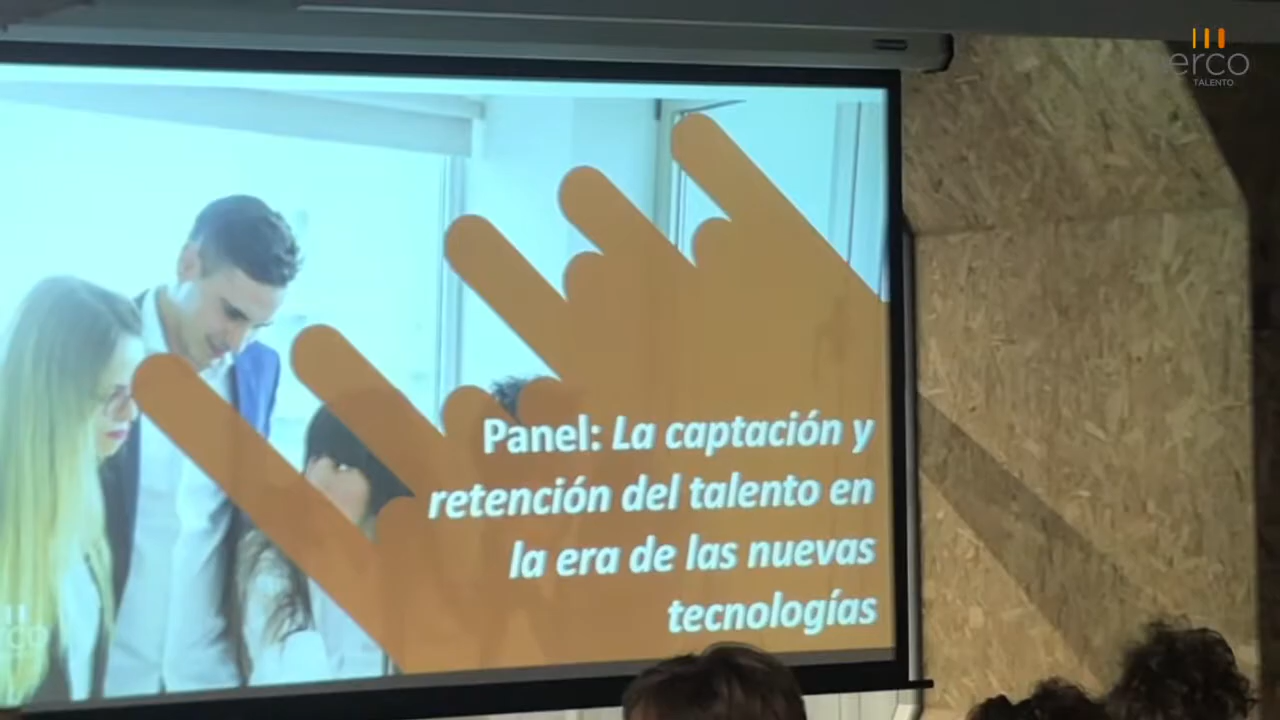 erco
TALENTO
Panel: La captación y
retención del talento en
la era de las nuevas
tecnologías